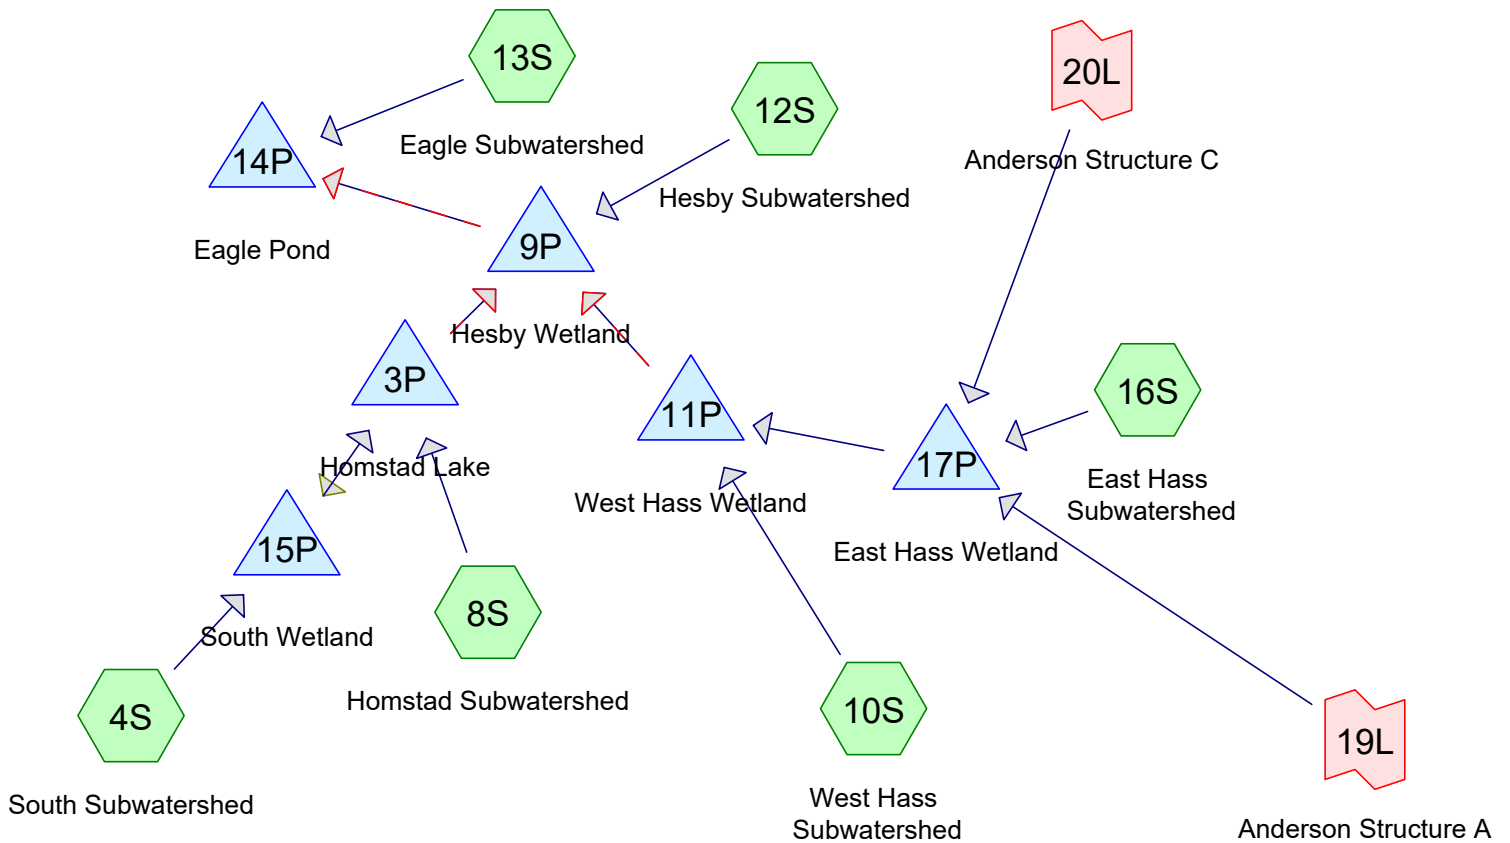 13S
Eagle Subwatershed
12S
Hesby Subwatershed
20L
Anderson Structure C
14P
Eagle Pond
9P
Hesby Wetland
3P
Homstad Lake
11P
West Hass Wetland
17P
East Hass Wetland
16S
East Hass
Subwatershed
15P
South Wetland
8S
Homstad Subwatershed
4S
South Subwatershed
10S
West Hass
Subwatershed
19L
Anderson Structure A